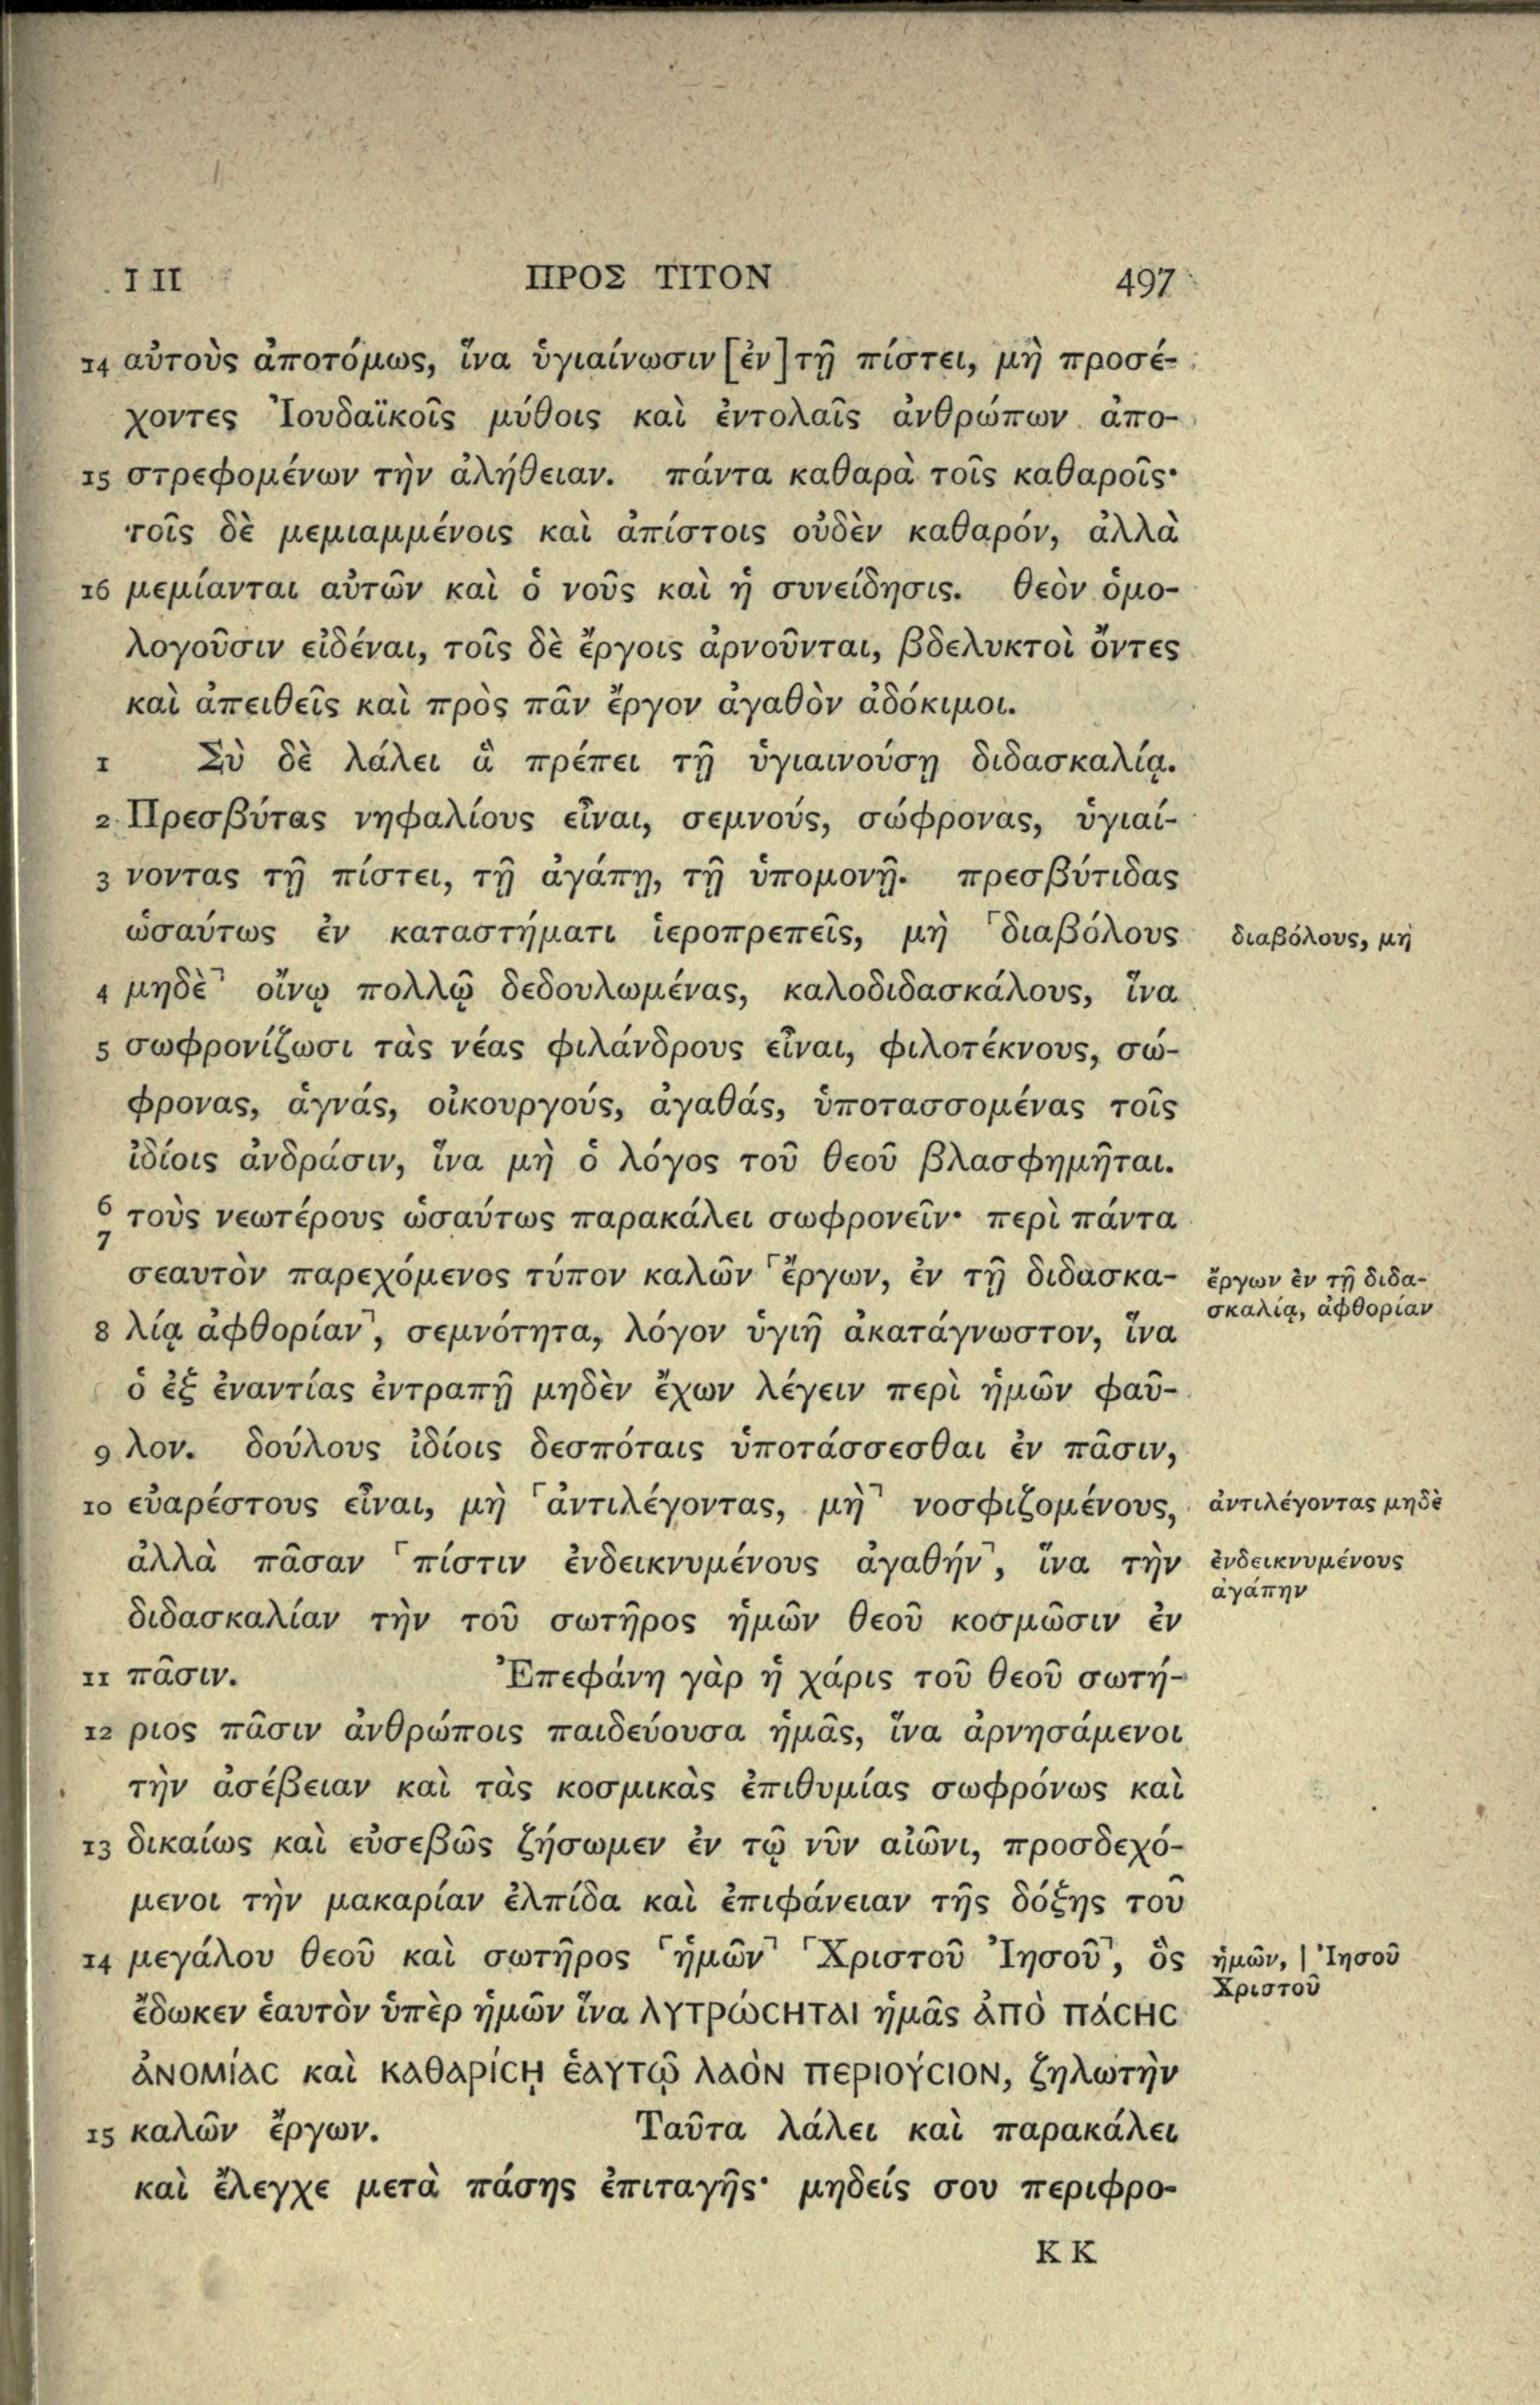 I II ΠΡΟΣ ΤΙΤΟΝ 497
14 αὐτοὺς ἀποτόμως, ἵνα ὑγιαίνωσιν [ἐν] τῇ πίστει, μὴ προσέ-
χοντες Ἰουδαϊκοῖς μύθοις καὶ ἐντολαῖς ἀνθρώπων ἀπο-
15 στρεφομένων τὴν ἀλήθειαν. πάντα καθαρὰ τοῖς καθαροῖς·
τοῖς δὲ μεμιαμμένοις καὶ ἀπίστοις οὐδὲν καθαρόν, ἀλλὰ
16 μεμίανται αὐτῶν καὶ ὁ νοῦς καὶ ἡ συνείδησις. θεὸν ὁμο-
λογοῦσιν εἰδέναι, τοῖς δὲ ἔργοις ἀρνοῦνται, βδελυκτοὶ ὄντες
καὶ ἀπειθεῖς καὶ πρὸς πᾶν ἔργον ἀγαθὸν ἀδόκιμοι.
1 Σὺ δὲ λάλει ἃ πρέπει τῇ ὑγιαινούσῃ διδασκαλίᾳ.
2 Πρεσβύτας νηφαλίους εἶναι, σεμνούς, σώφρονας, ὑγιαί-
3 νοντας τῇ πίστει, τῇ ἀγάπῃ, τῇ ὑπομονῇ. πρεσβύτιδας
ὡσαύτως ἐν καταστήματι ἱεροπρεπεῖς, μὴ ⸢διαβόλους διαβόλους, μὴ
4 μηδὲ⸣ οἴνῳ πολλῷ δεδουλωμένας, καλοδιδασκάλους, ἵνα
5 σωφρονίζωσι τὰς νέας φιλάνδρους εἶναι, φιλοτέκνους, σώ-
φρονας, ἁγνάς, οἰκουργούς, ἀγαθάς, ὑποτασσομένας τοῖς
ἰδίοις ἀνδράσιν, ἵνα μὴ ὁ λόγος τοῦ θεοῦ βλασφημῆται.
6 7 τοὺς νεωτέρους ὡσαύτως παρακάλει σωφρονεῖν· περὶ πάντα
σεαυτὸν παρεχόμενος τύπον καλῶν ⸢ἔργων, ἐν τῇ διδασκα- ἔργων ἐν τῇ διδα-
σκαλίᾳ, ἀφθορίαν
8 λίᾳ ἀφθορίαν⸣, σεμνότητα, λόγον ὑγιῆ ἀκατάγνωστον, ἵνα
ὁ ἐξ ἐναντίας ἐντραπῇ μηδὲν ἔχων λέγειν περὶ ἡμῶν φαῦ-
9 λον. δούλους ἰδίοις δεσπόταις ὑποτάσσεσθαι ἐν πᾶσιν,
10 εὐαρέστους εἶναι, μὴ ⸢ἀντιλέγοντας, μὴ⸣ νοσφιζομένους, ἀντιλέγοντας μηδὲ
ἀλλὰ πᾶσαν ⸢πίστιν ἐνδεικνυμένους ἀγαθήν⸣, ἵνα τὴν ἐνδεικνυμένους
ἀγάπην
διδασκαλίαν τὴν τοῦ σωτῆρος ἡμῶν θεοῦ κοσμῶσιν ἐν
11 πᾶσιν. Ἐπεφάνη γὰρ ἡ χάρις τοῦ θεοῦ σωτή-
12 ριος πᾶσιν ἀνθρώποις παιδεύουσα ἡμᾶς, ἵνα ἀρνησάμενοι
τὴν ἀσέβειαν καὶ τὰς κοσμικὰς ἐπιθυμίας σωφρόνως καὶ
13 δικαίως καὶ εὐσεβῶς ζήσωμεν ἐν τῷ νῦν αἰῶνι, προσδεχό-
μενοι τὴν μακαρίαν ἐλπίδα καὶ ἐπιφάνειαν τῆς δόξης τοῦ
14 μεγάλου θεοῦ καὶ σωτῆρος ⸢ἡμῶν⸣ ⸢Χριστοῦ Ἰησοῦ⸣, ὃς ἡμῶν, | Ἰησοῦ
Χριστοῦ
ἔδωκεν ἑαυτὸν ὑπὲρ ἡμῶν ἵνα λυτρώϲηται ἡμᾶς ἀπὸ πάϲηϲ
ἀνομίαϲ καὶ καθαρίϲῃ ἑαυτῷ λαὸν περιούϲιον, ζηλωτὴν
15 καλῶν ἔργων. Ταῦτα λάλει καὶ παρακάλει
καὶ ἔλεγχε μετὰ πάσης ἐπιταγῆς· μηδείς σου περιφρο-
K K